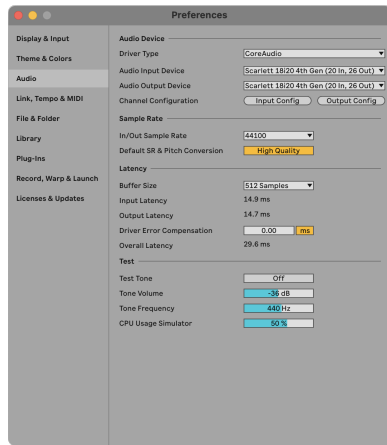 Preferences
Display & Input
Theme & Colors
Audio
Link, Tempo & MIDI
File & Folder
Library
Plug-Ins
Record, Warp & Launch
Licenses & Updates
Audio Device
Driver Type CoreAudio
Audio Input Device Scarlett 18i20 4th Gen (20 In, 26 Out)
Audio Output Device Scarlett 18i20 4th Gen (20 In, 26 Out)
Channel Configuration Input Config Output Config
Sample Rate
In/Out Sample Rate 44100
Default SR & Pitch Conversion High Quality
Latency
Buffer Size 512 Samples
Input Latency 14.9 ms
Output Latency 14.7 ms
Driver Error Compensation 0.00 ms
Overall Latency 29.6 ms
Test
Test Tone Off
Tone Volume -36 dB
Tone Frequency 440 Hz
CPU Usage Simulator 50 %